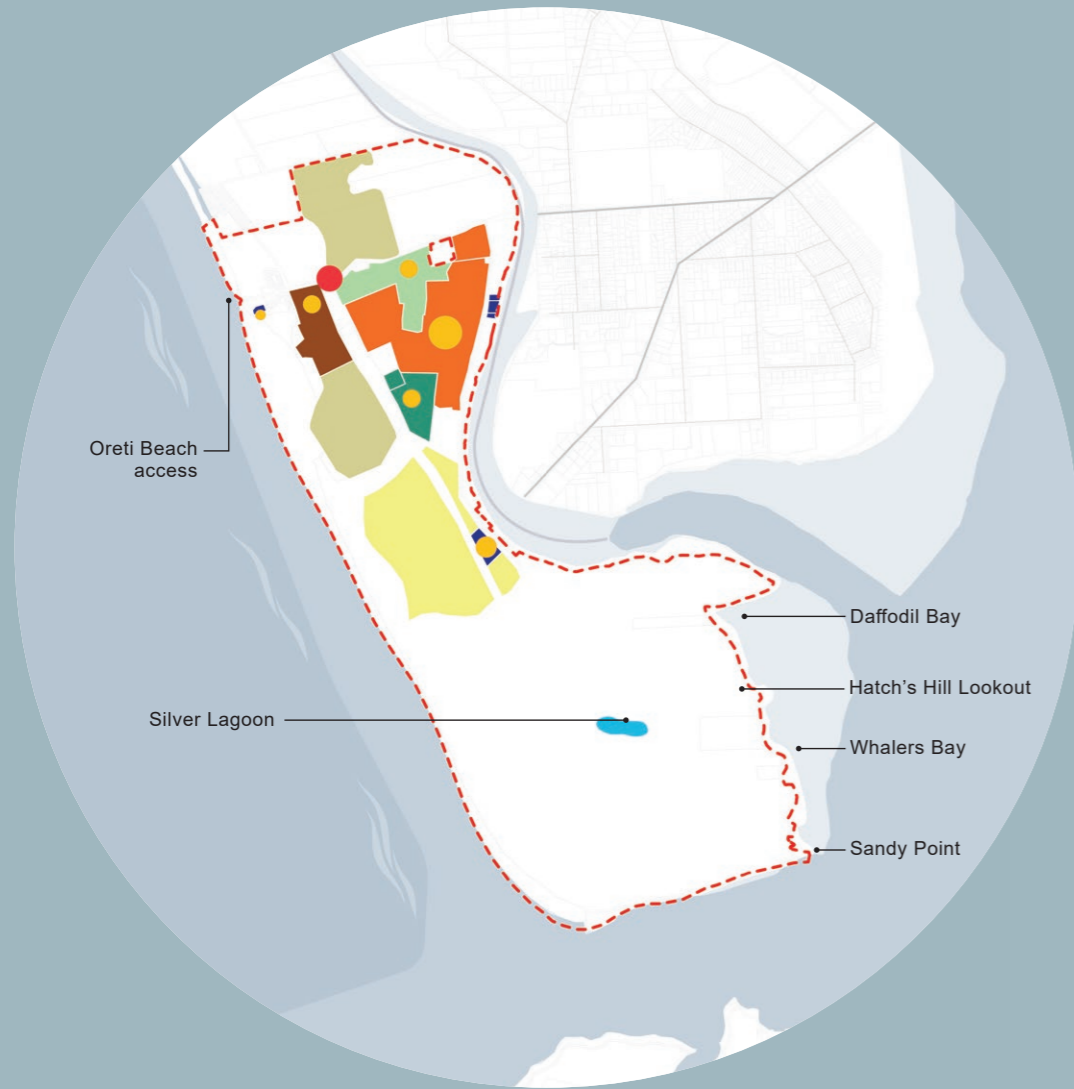 Oreti Beach
access
Daffodil Bay
Hatch's Hill Lookout
Silver Lagoon
Whalers Bay
Sandy Point